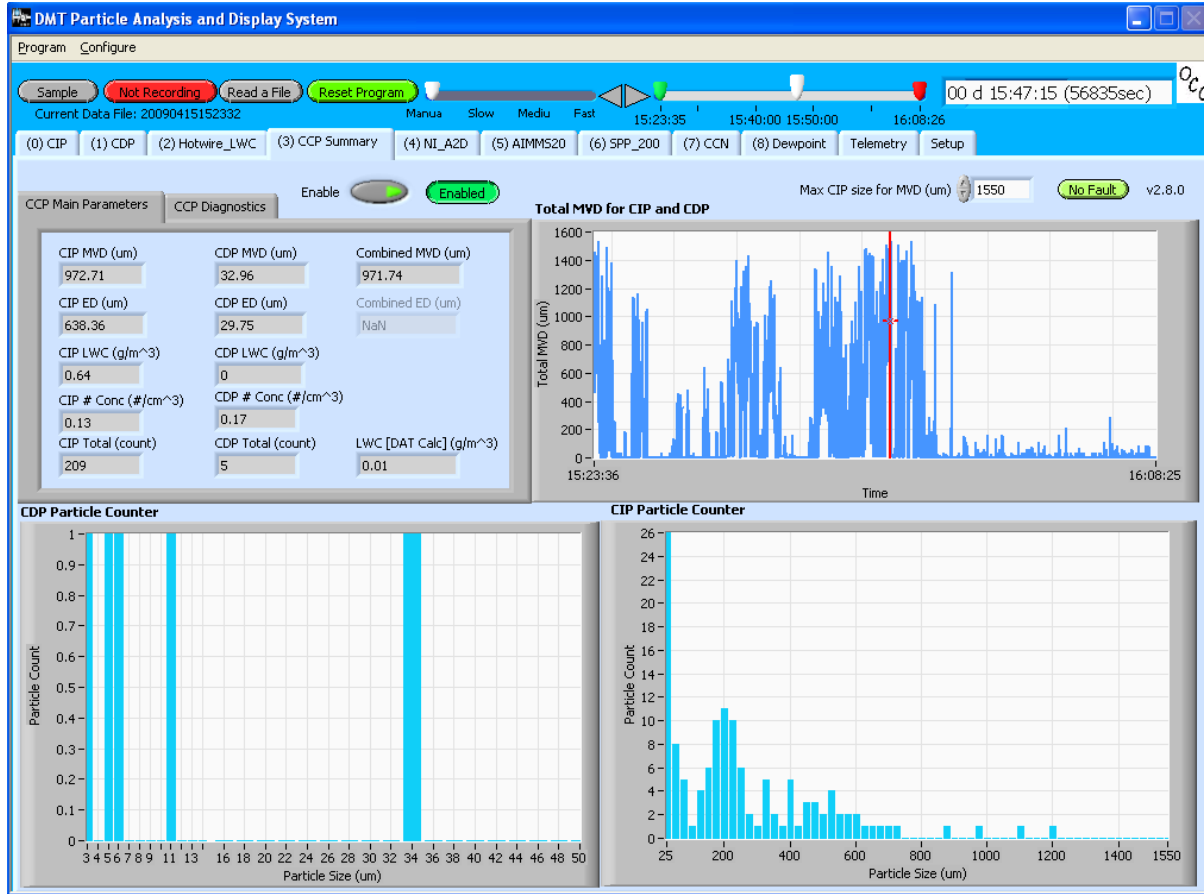 DMT Particle Analysis and Display System
Program Configure
Sample Not Recording Read a File Reset Program
Current Data File: 20090415152332
Manua Slow Mediu Fast
15:23:35 15:40:00 15:50:00 16:08:26
00 d 15:47:15 (56835sec)
(0) CIP (1) CDP (2) Hotwire_LWC (3) CCP Summary (4) NI_A2D (5) AIMMS20 (6) SPP_200 (7) CCN (8) Dewpoint Telemetry Setup
Enable Enabled Max CIP size for MVD (um) 1550 No Fault v2.8.0
CCP Main Parameters CCP Diagnostics
CIP MVD (um) CDP MVD (um) Combined MVD (um)
972.71 32.96 971.74
CIP ED (um) CDP ED (um) Combined ED (um)
638.36 29.75 NaN
CIP LWC (g/m^3) CDP LWC (g/m^3)
0.64 0
CIP # Conc (#/cm^3) CDP # Conc (#/cm^3)
0.13 0.17
CIP Total (count) CDP Total (count) LWC [DAT Calc] (g/m^3)
209 5 0.01
Total MVD for CIP and CDP
Total MVD (um)
1600
1400
1200
1000
800
600
400
200
0
15:23:36 16:08:25
Time
CDP Particle Counter
Particle Count
1
0.9
0.8
0.7
0.6
0.5
0.4
0.3
0.2
0.1
0
3 4 5 6 7 8 9 11 13 16 18 20 22 24 26 28 30 32 34 36 38 40 42 44 46 48 50
Particle Size (um)
CIP Particle Counter
Particle Count
26
24
22
20
18
16
14
12
10
8
6
4
2
0
25 200 400 600 800 1000 1200 1400 1550
Particle Size (um)